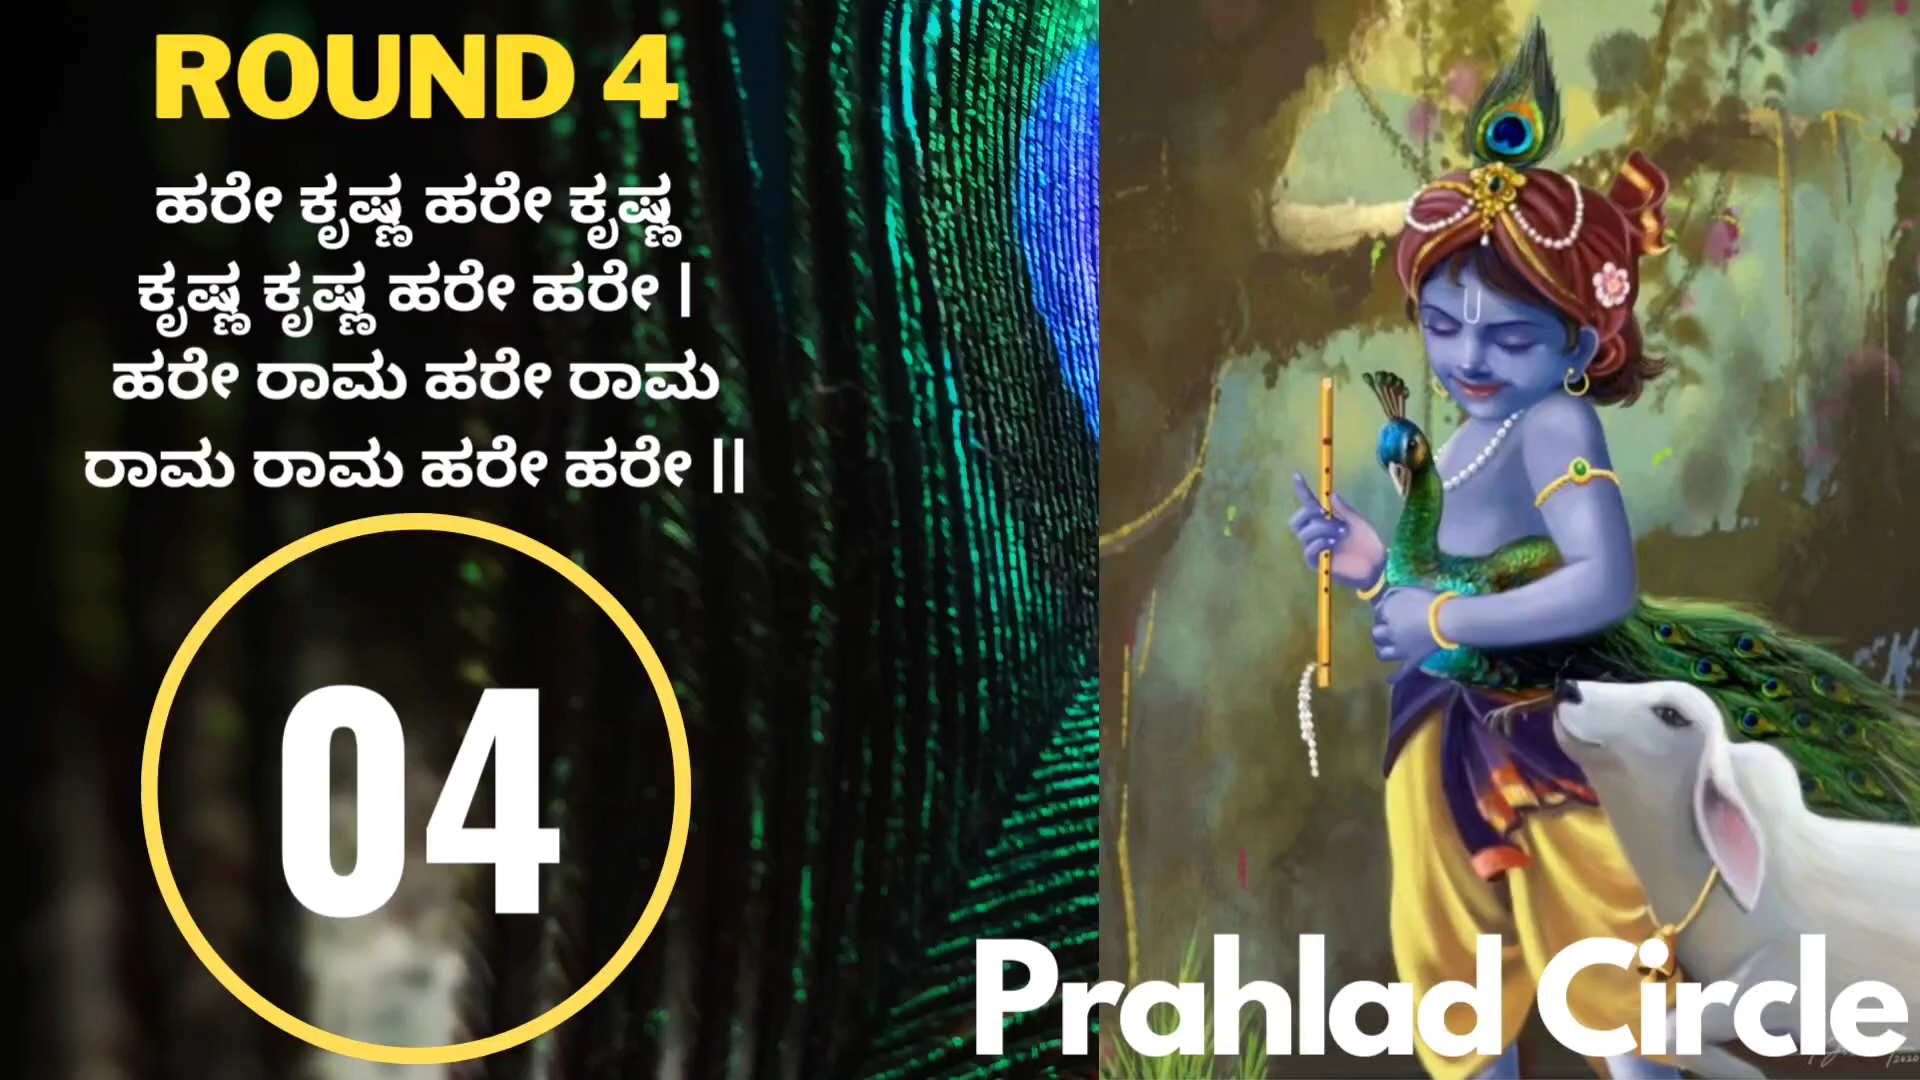 ROUND 4
ಹರೇ ಕೃಷ್ಣ ಹರೇ ಕೃಷ್ಣ
ಕೃಷ್ಣ ಕೃಷ್ಣ ಹರೇ ಹರೇ |
ಹರೇ ರಾಮ ಹರೇ ರಾಮ
ರಾಮ ರಾಮ ಹರೇ ಹರೇ ||
04
Prahlad Circle